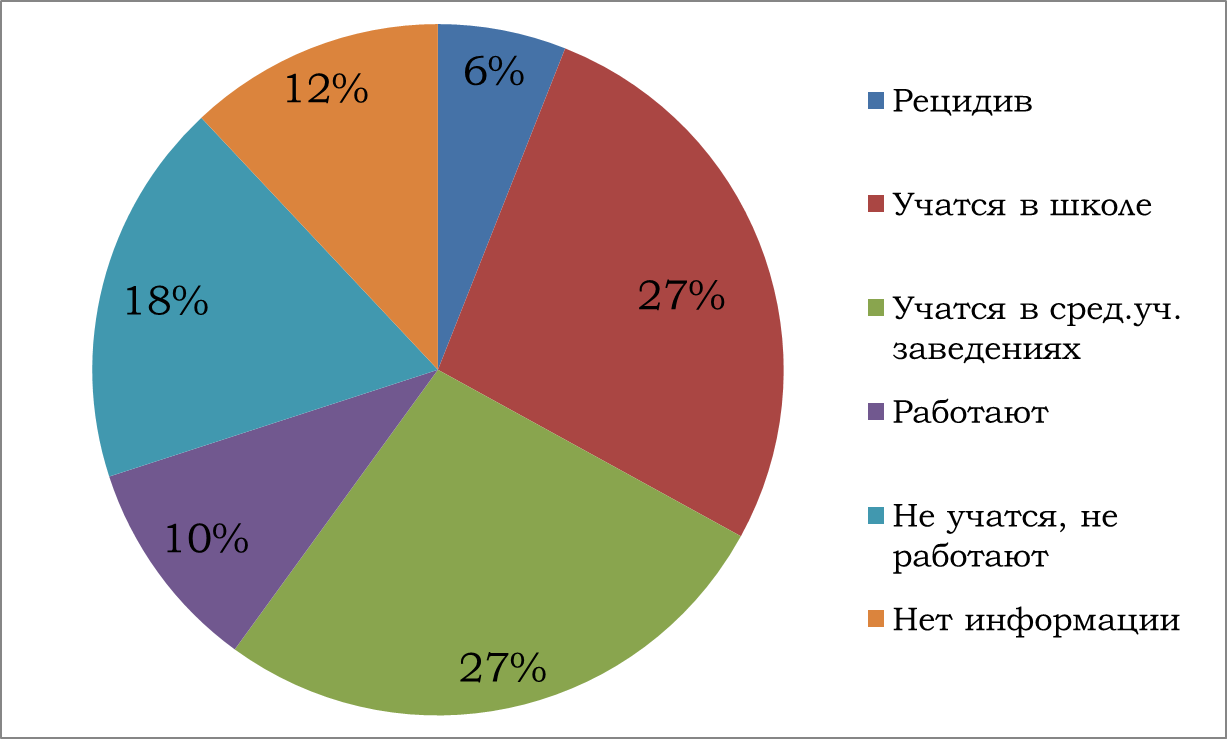 12%
6%
27%
18%
10%
27%
Рецидив
Учатся в школе
Учатся в сред.уч.
заведениях
Работают
Не учатся, не
работают
Нет информации